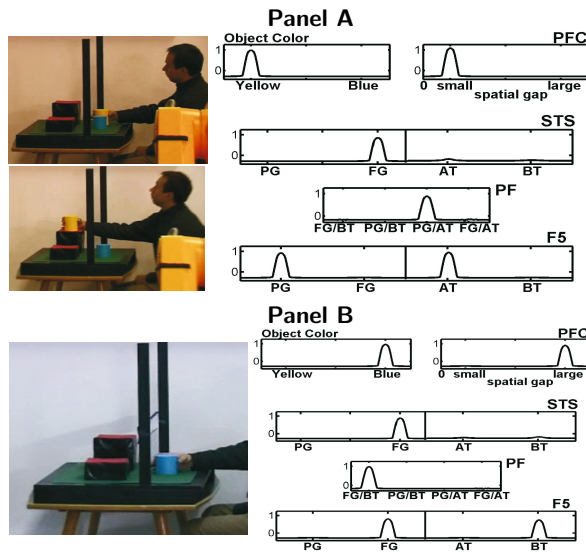 Panel A
Object Color PFC
1 1
0 0
Yellow Blue 0 small large
spatial gap
STS
1
0
PG FG AT BT
PF
1
0
FG/BT PG/BT PG/AT FG/AT
F5
1
0
PG FG AT BT
Panel B
Object Color PFC
1 1
0 0
Yellow Blue 0 small large
spatial gap
STS
1
0
PG FG AT BT
PF
1
0
FG/BT PG/BT PG/AT FG/AT
F5
1
0
PG FG AT BT